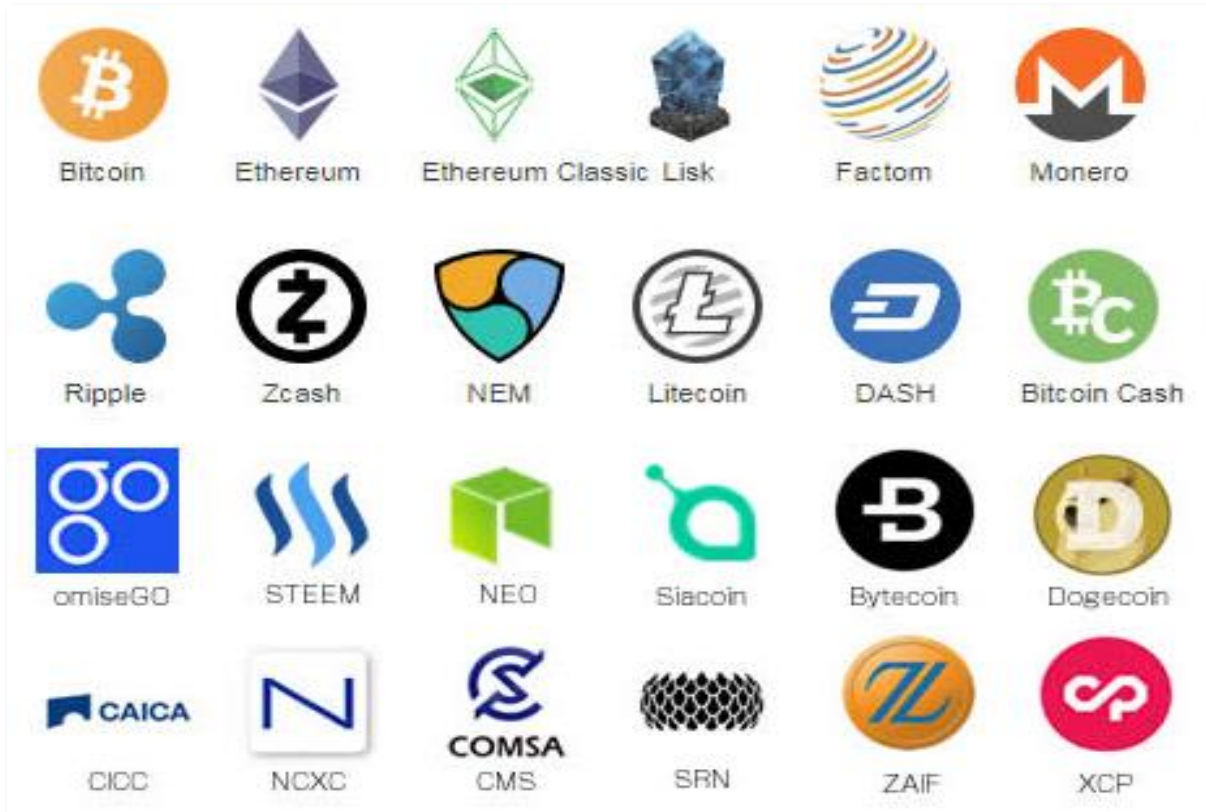 Bitcoin Ethereum Ethereum Classic Lisk Factom Monero
Ripple Zcash NEM Litecoin DASH Bitcoin Cash
omiseGO STEEM NEO Siacoin Bytecoin Dogecoin
CAICA
COMSA
CICC NCXC CMS SRN ZAIF XCP